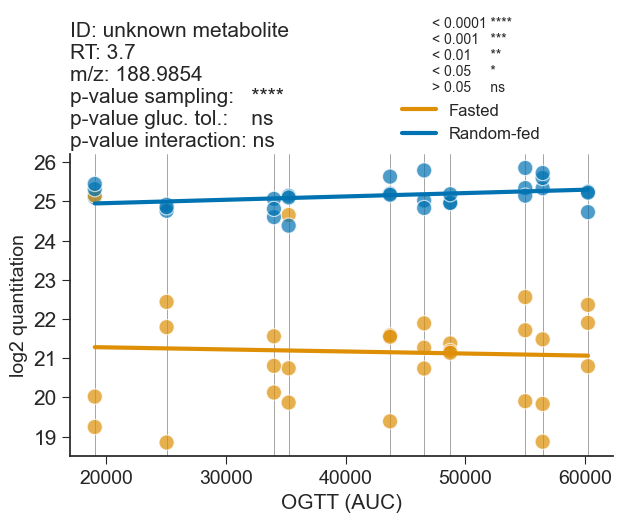 ID: unknown metabolite
RT: 3.7
m/z: 188.9854
p-value sampling: ****
p-value gluc. tol.: ns
p-value interaction: ns
< 0.0001 ****
< 0.001 ***
< 0.01 **
< 0.05 *
> 0.05 ns
Fasted
Random-fed
26
25
24
23
22
21
20
19
log2 quantitation
20000 30000 40000 50000 60000
OGTT (AUC)